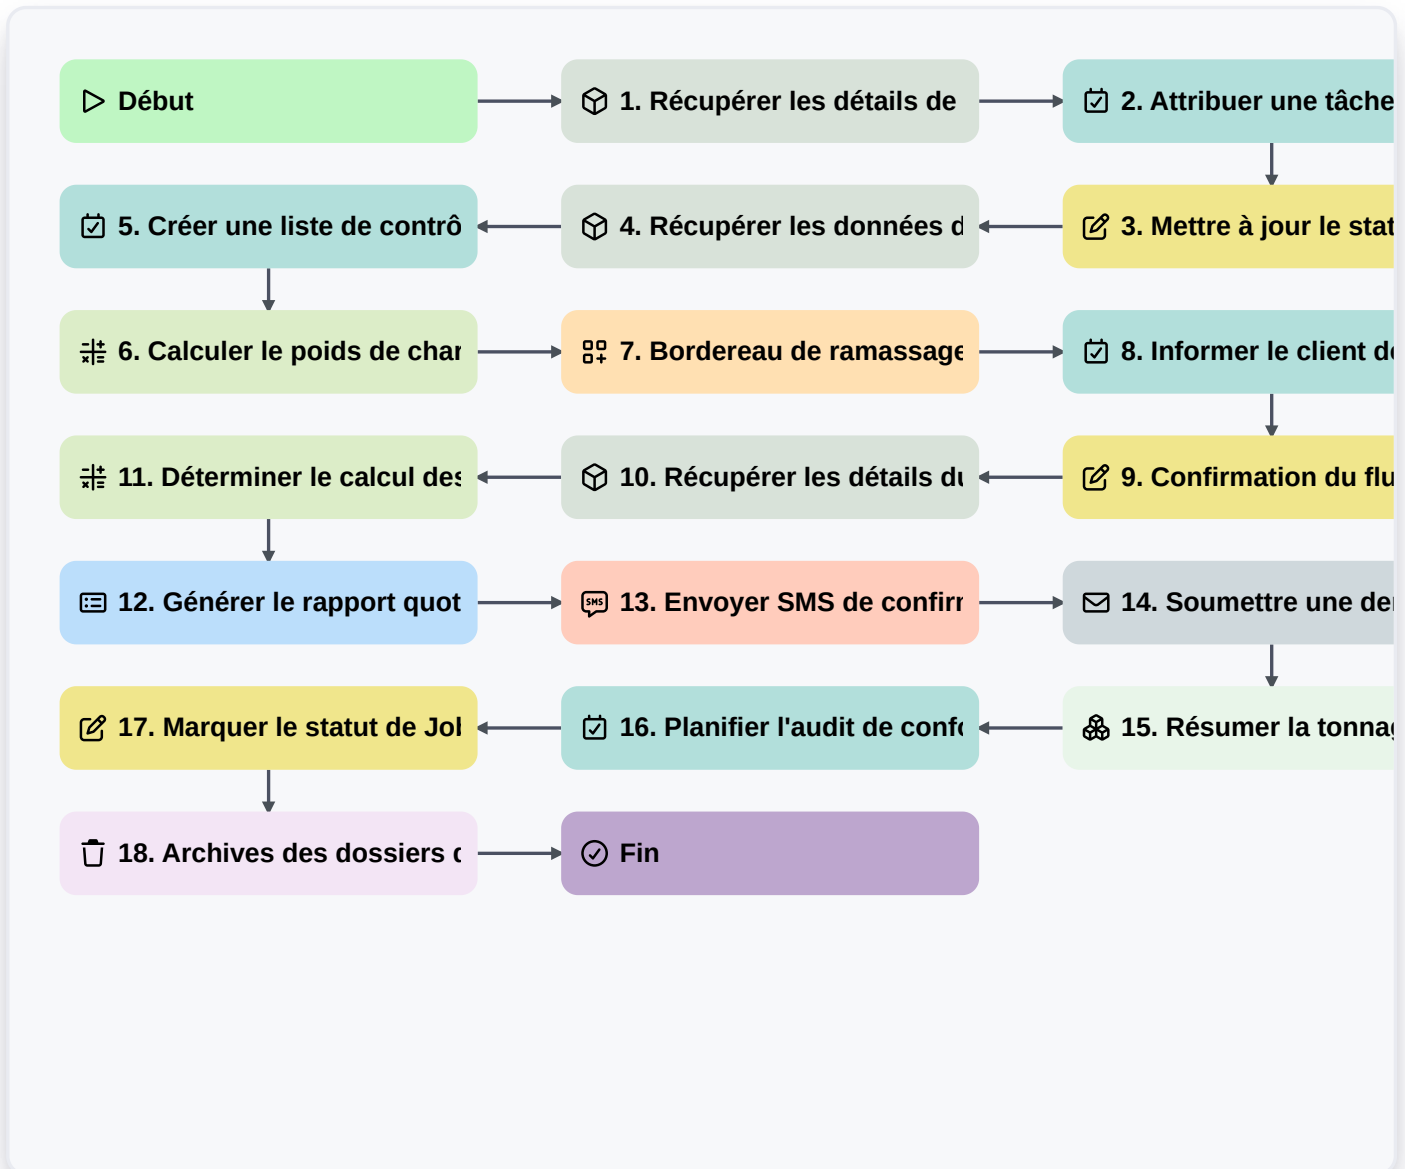 Début
1. Récupérer les détails de
2. Attribuer une tâche
5. Créer une liste de contrô
4. Récupérer les données d
3. Mettre à jour le stat
6. Calculer le poids de char
7. Bordereau de ramassage
8. Informer le client de
11. Déterminer le calcul des
10. Récupérer les détails du
9. Confirmation du flu
12. Générer le rapport quot
13. Envoyer SMS de confir
SMS
14. Soumettre une de
17. Marquer le statut de Job
16. Planifier l'audit de confo
15. Résumer la tonnag
18. Archives des dossiers d
Fin